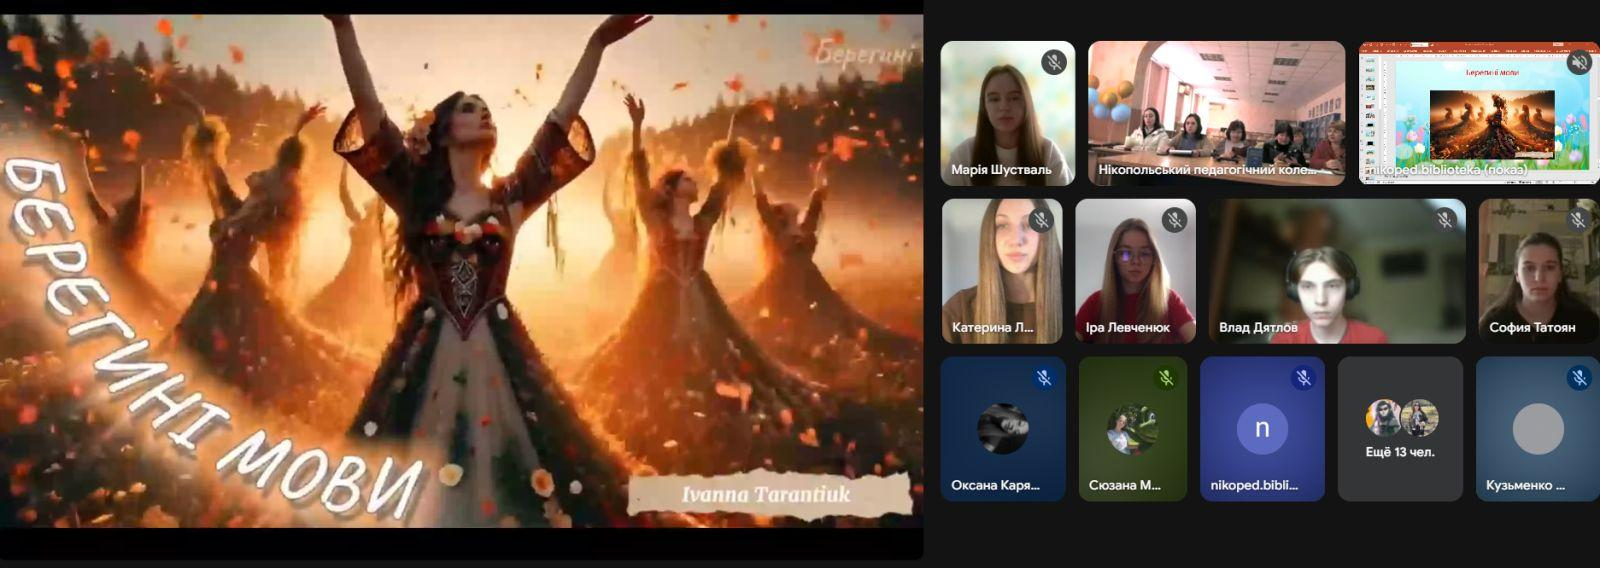 Берегині
БЕРЕГИНІ МОВИ
Ivanna Tarantiuk
Марія Шустваль
Нікопольський педагогічний коле...
Берегині мови
nikoped.biblioteka (показ)
Катерина Л...
Іра Левченюк
Влад Дятлов
София Татоян
Оксана Каря...
Сюзана М...
n
nikoped.bibli...
Ещё 13 чел.
Кузьменко ...